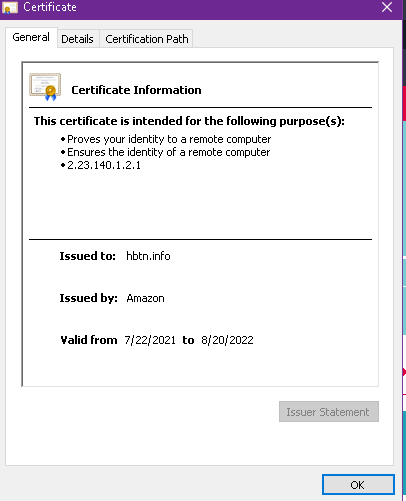 Certificate
General Details Certification Path
Certificate Information
This certificate is intended for the following purpose(s):
• Proves your identity to a remote computer
• Ensures the identity of a remote computer
• 2.23.140.1.2.1
Issued to: hbtn.info
Issued by: Amazon
Valid from 7/22/2021 to 8/20/2022
Issuer Statement
OK